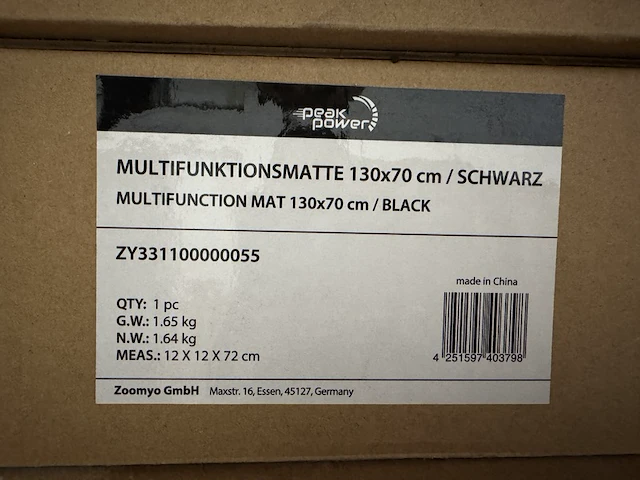 peak
power
MULTIFUNKTIONSMATTE 130x70 cm / SCHWARZ
MULTIFUNCTION MAT 130x70 cm / BLACK
ZY331100000055
made in China
QTY: 1 pc
G.W.: 1.65 kg
N.W.: 1.64 kg
MEAS.: 12 X 12 X 72 cm
4 251597 403798
Zoomyo GmbH Maxstr. 16, Essen, 45127, Germany